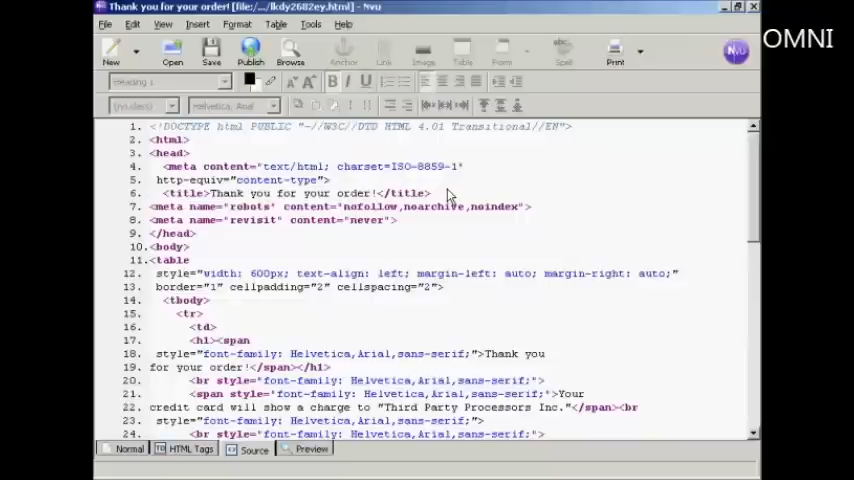 Thank you for your order! [file:/.../lkdy2682ey.html] - Nvu
OMNI
File Edit View Insert Format Table Tools Help
New Open Save Publish Browse Anchor Link Image Table Form Spell Print
Heading 1 B I U
(no class) Helvetica, Arial
1. <!DOCTYPE html PUBLIC "-//W3C//DTD HTML 4.01 Transitional//EN">
2. <html>
3. <head>
4. <meta content="text/html; charset=ISO-8859-1"
5. http-equiv="content-type">
6. <title>Thank you for your order!</title>
7. <meta name="robots" content="nofollow,noarchive,noindex">
8. <meta name="revisit" content="never">
9. </head>
10. <body>
11. <table
12. style="width: 600px; text-align: left; margin-left: auto; margin-right: auto;"
13. border="1" cellpadding="2" cellspacing="2">
14. <tbody>
15. <tr>
16. <td>
17. <h1><span
18. style="font-family: Helvetica,Arial,sans-serif;">Thank you
19. for your order!</span></h1>
20. <br style="font-family: Helvetica,Arial,sans-serif;">
21. <span style="font-family: Helvetica,Arial,sans-serif;">Your
22. credit card will show a charge to "Third Party Processors Inc."</span><br
23. style="font-family: Helvetica,Arial,sans-serif;">
24. <br style="font-family: Helvetica,Arial,sans-serif;">
Normal HTML Tags Source Preview